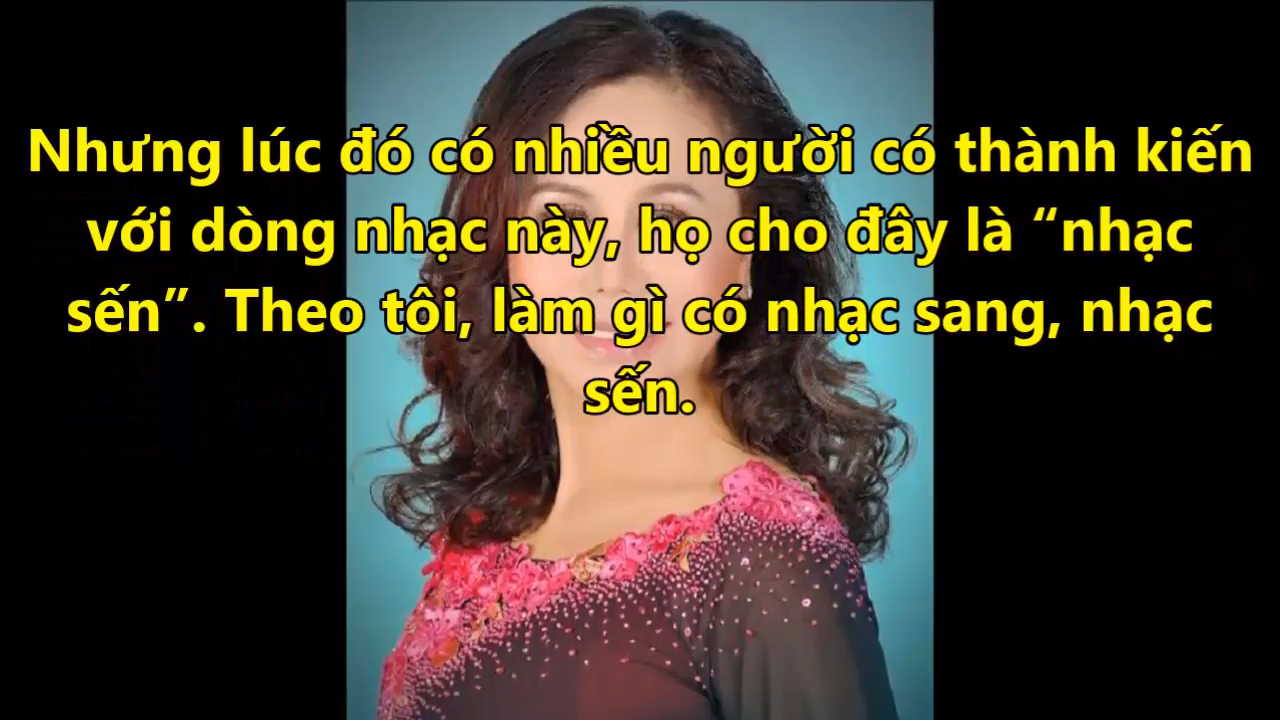 Nhưng lúc đó có nhiều người có thành kiến
với dòng nhạc này, họ cho đây là “nhạc
sến”. Theo tôi, làm gì có nhạc sang, nhạc
sến.